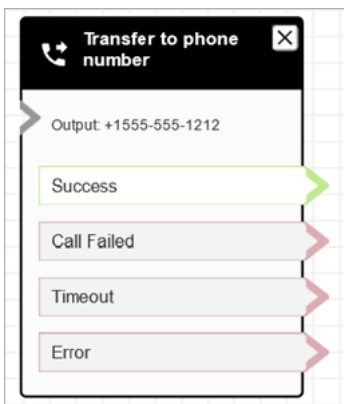 Transfer to phone
number
Output: +1555-555-1212
Success
Call Failed
Timeout
Error